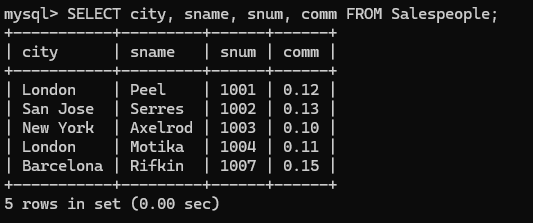 mysql> SELECT city, sname, snum, comm FROM Salespeople;
+-----------+---------+------+------+
| city      | sname   | snum | comm |
+-----------+---------+------+------+
| London    | Peel    | 1001 | 0.12 |
| San Jose  | Serres  | 1002 | 0.13 |
| New York  | Axelrod | 1003 | 0.10 |
| London    | Motika  | 1004 | 0.11 |
| Barcelona | Rifkin  | 1007 | 0.15 |
+-----------+---------+------+------+
5 rows in set (0.00 sec)